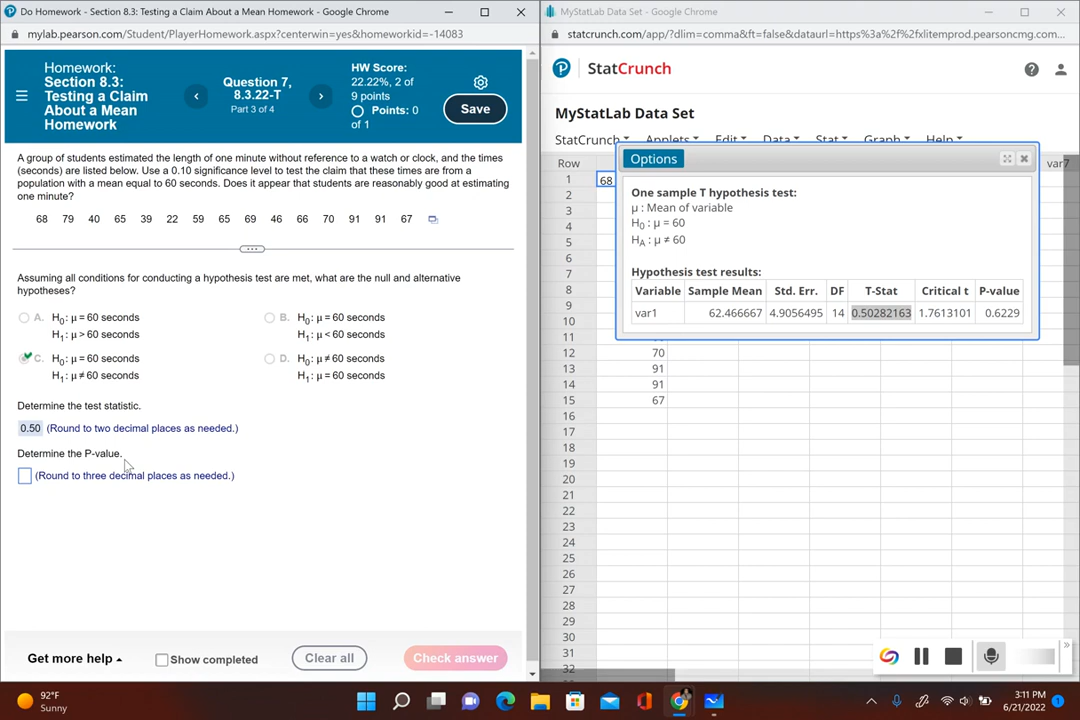 Do Homework - Section 8.3: Testing a Claim About a Mean Homework - Google Chrome
mylab.pearson.com/Student/PlayerHomework.aspx?centerwin=yes&homeworkid=-14083
Homework:
Section 8.3:
Testing a Claim
About a Mean
Homework
Question 7,
8.3.22-T
Part 3 of 4
HW Score:
22.22%, 2 of
9 points
Points: 0
of 1
Save
A group of students estimated the length of one minute without reference to a watch or clock, and the times
(seconds) are listed below. Use a 0.10 significance level to test the claim that these times are from a
population with a mean equal to 60 seconds. Does it appear that students are reasonably good at estimating
one minute?
68 79 40 65 39 22 59 65 69 46 66 70 91 91 67
Assuming all conditions for conducting a hypothesis test are met, what are the null and alternative
hypotheses?
A. H0: μ = 60 seconds
H1: μ > 60 seconds
B. H0: μ = 60 seconds
H1: μ < 60 seconds
C. H0: μ = 60 seconds
H1: μ ≠ 60 seconds
D. H0: μ ≠ 60 seconds
H1: μ = 60 seconds
Determine the test statistic.
0.50 (Round to two decimal places as needed.)
Determine the P-value.
(Round to three decimal places as needed.)
Get more help
Show completed
Clear all
Check answer
MyStatLab Data Set - Google Chrome
statcrunch.com/app/?dlim=comma&ft=false&dataurl=https%3a%2f%2fxlitemprod.pearsoncmg.com...
StatCrunch
MyStatLab Data Set
StatCrunch Applets Edit Data Stat Graph Help
Row var7
1 68
2
3
4
5
6
7
8
9
10
11
12 70
13 91
14 91
15 67
16
17
18
19
20
21
22
23
24
25
26
27
28
29
30
31
32
Options
One sample T hypothesis test:
μ : Mean of variable
H0 : μ = 60
HA : μ ≠ 60
Hypothesis test results:
Variable Sample Mean Std. Err. DF T-Stat Critical t P-value
var1 62.466667 4.9056495 14 0.50282163 1.7613101 0.6229
92°F
Sunny
3:11 PM
6/21/2022